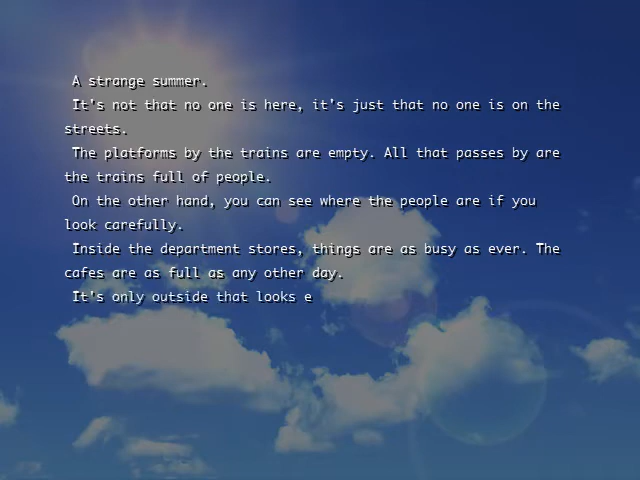 A strange summer.
It's not that no one is here, it's just that no one is on the
streets.
The platforms by the trains are empty. All that passes by are
the trains full of people.
On the other hand, you can see where the people are if you
look carefully.
Inside the department stores, things are as busy as ever. The
cafes are as full as any other day.
It's only outside that looks e